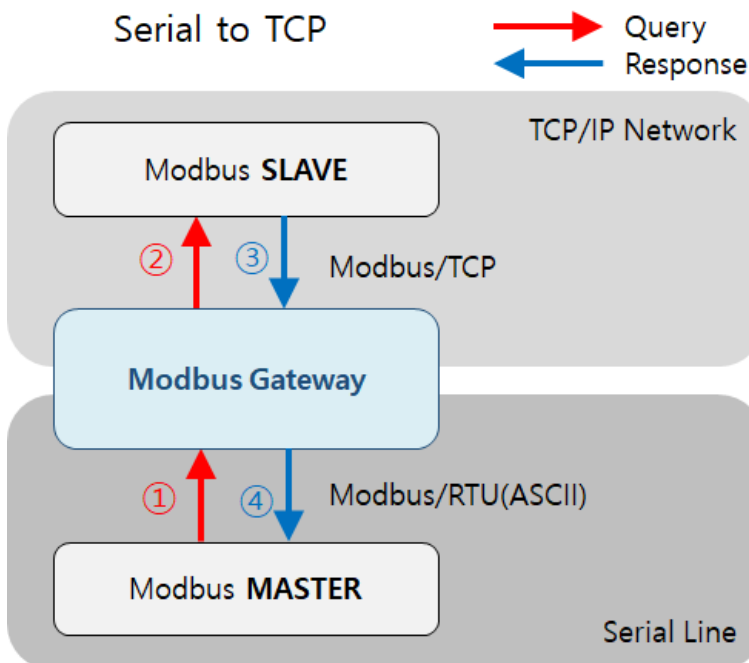 Serial to TCP
Query
Response
TCP/IP Network
Modbus SLAVE
②
③
Modbus/TCP
Modbus Gateway
①
④
Modbus/RTU(ASCII)
Modbus MASTER
Serial Line